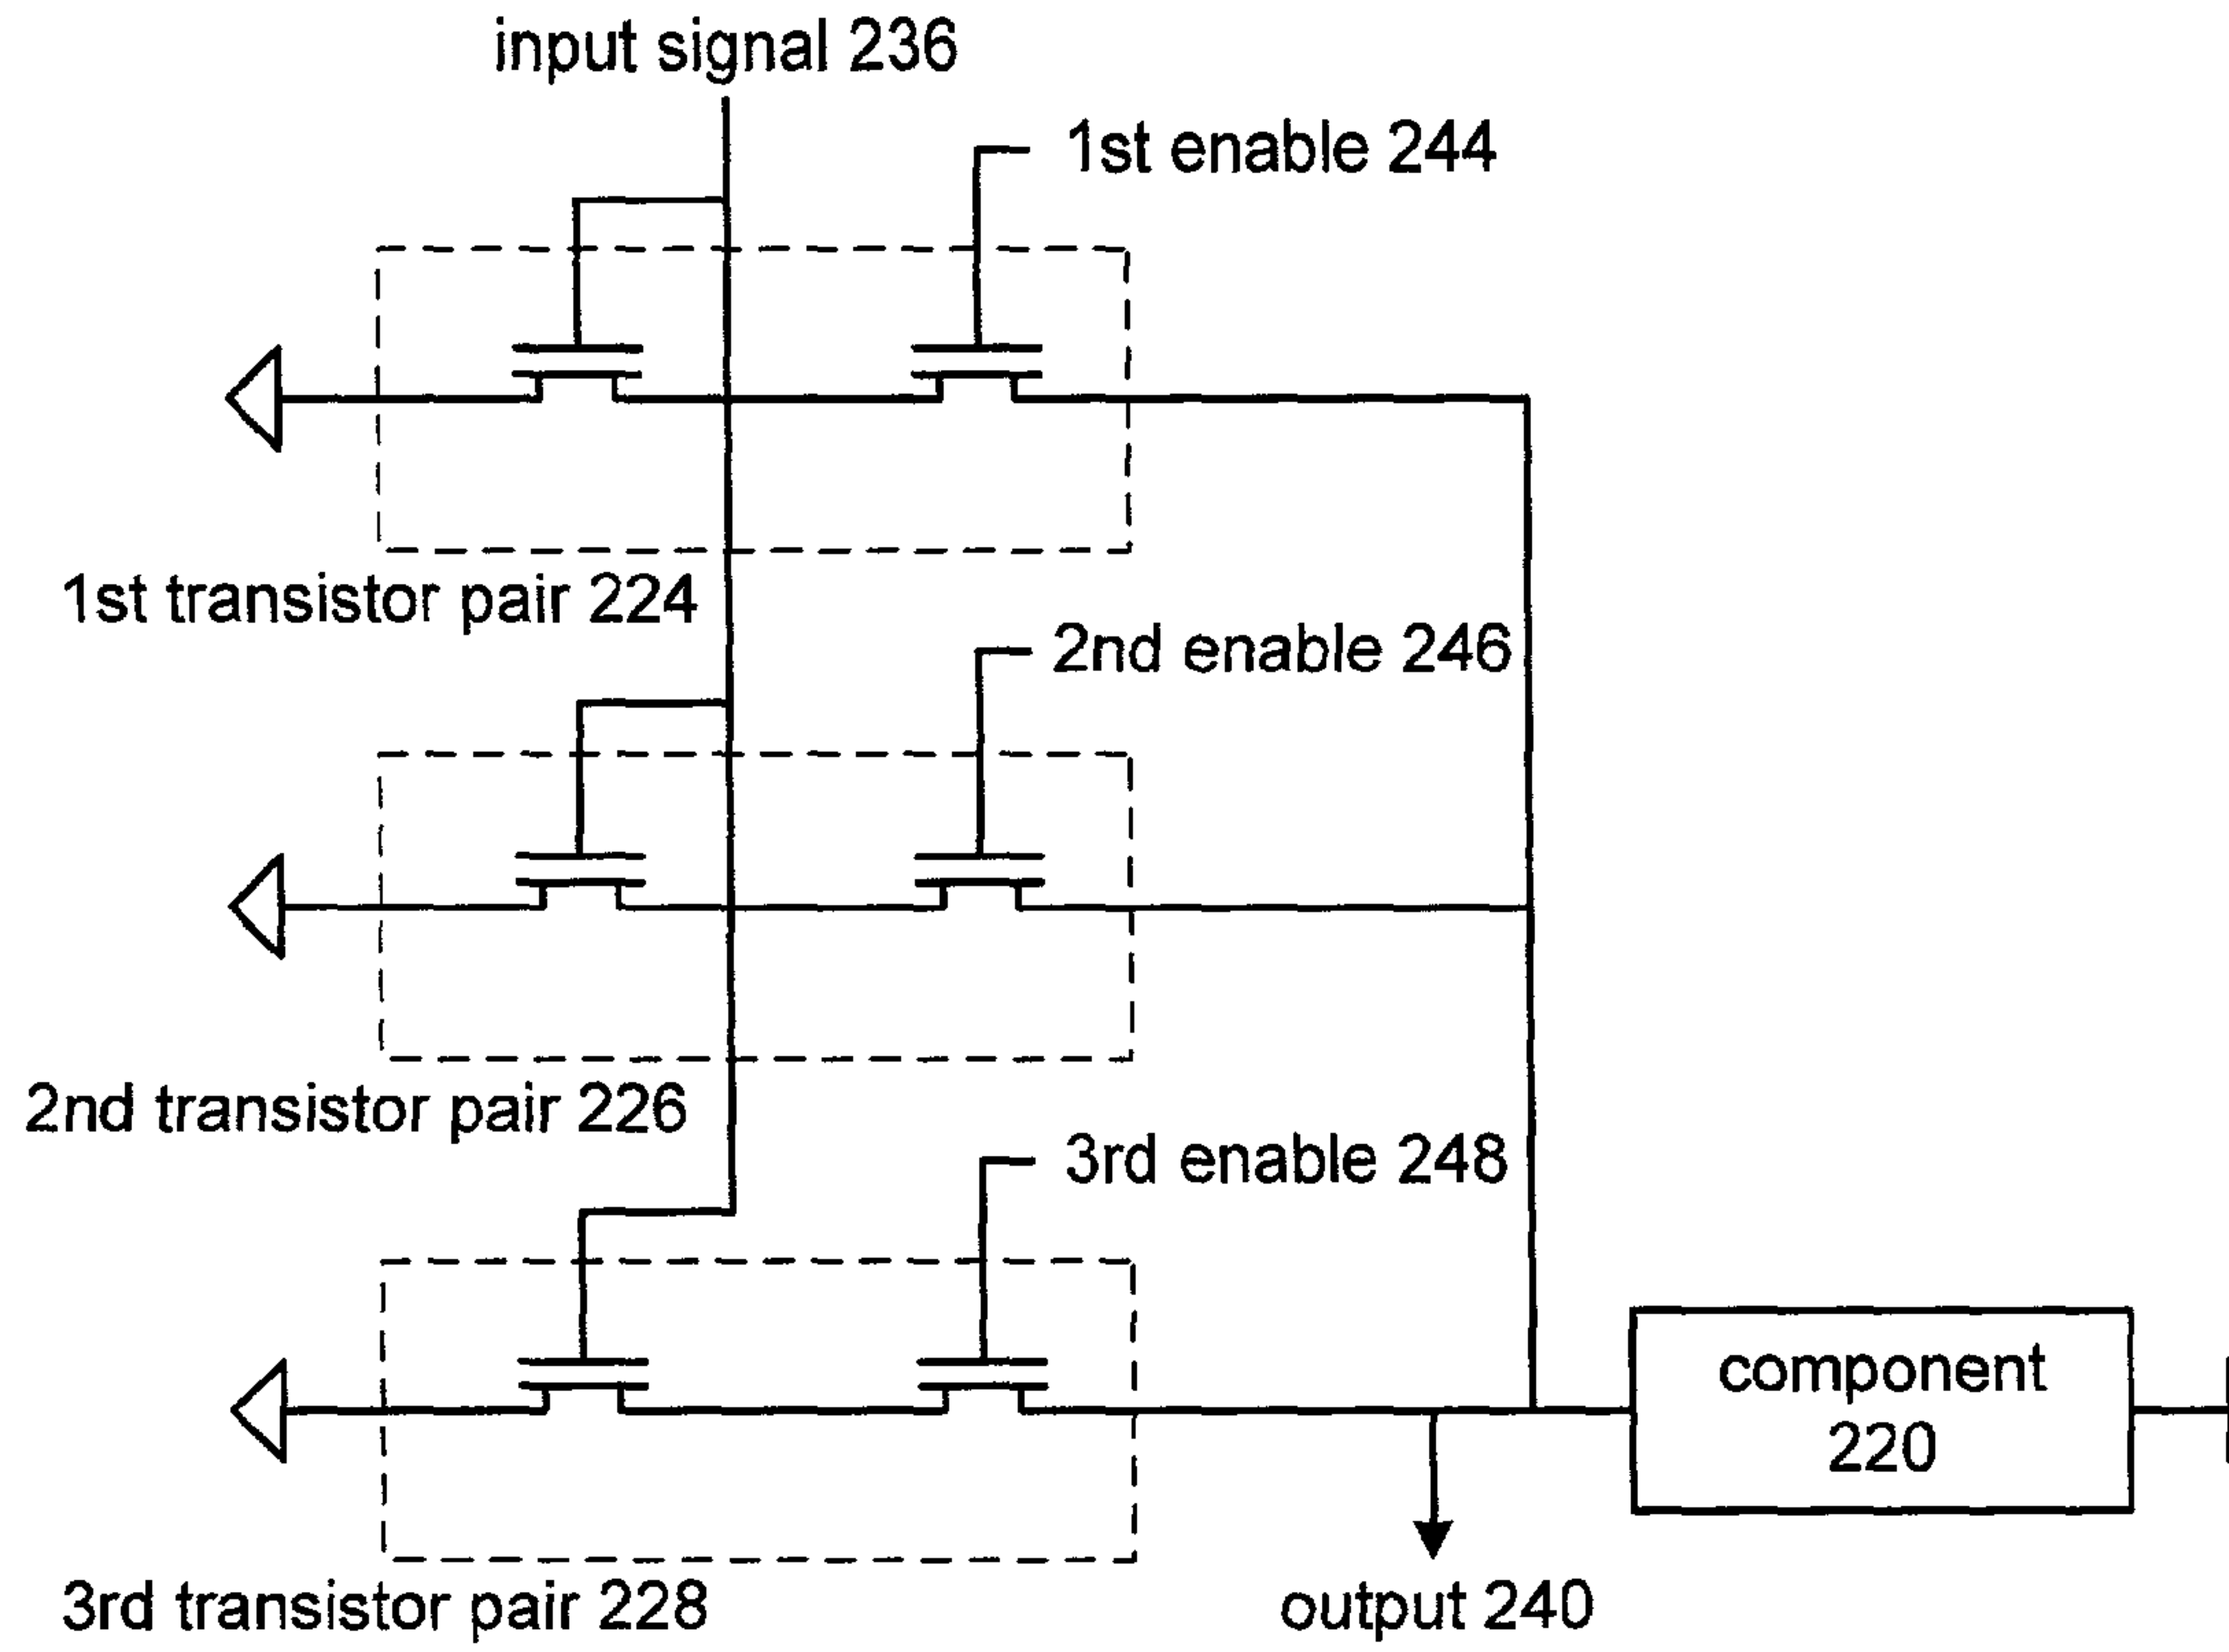 input signal 236
1st enable 244
1st transistor pair 224
2nd enable 246
2nd transistor pair 226
3rd enable 248
component
220
3rd transistor pair 228
output 240